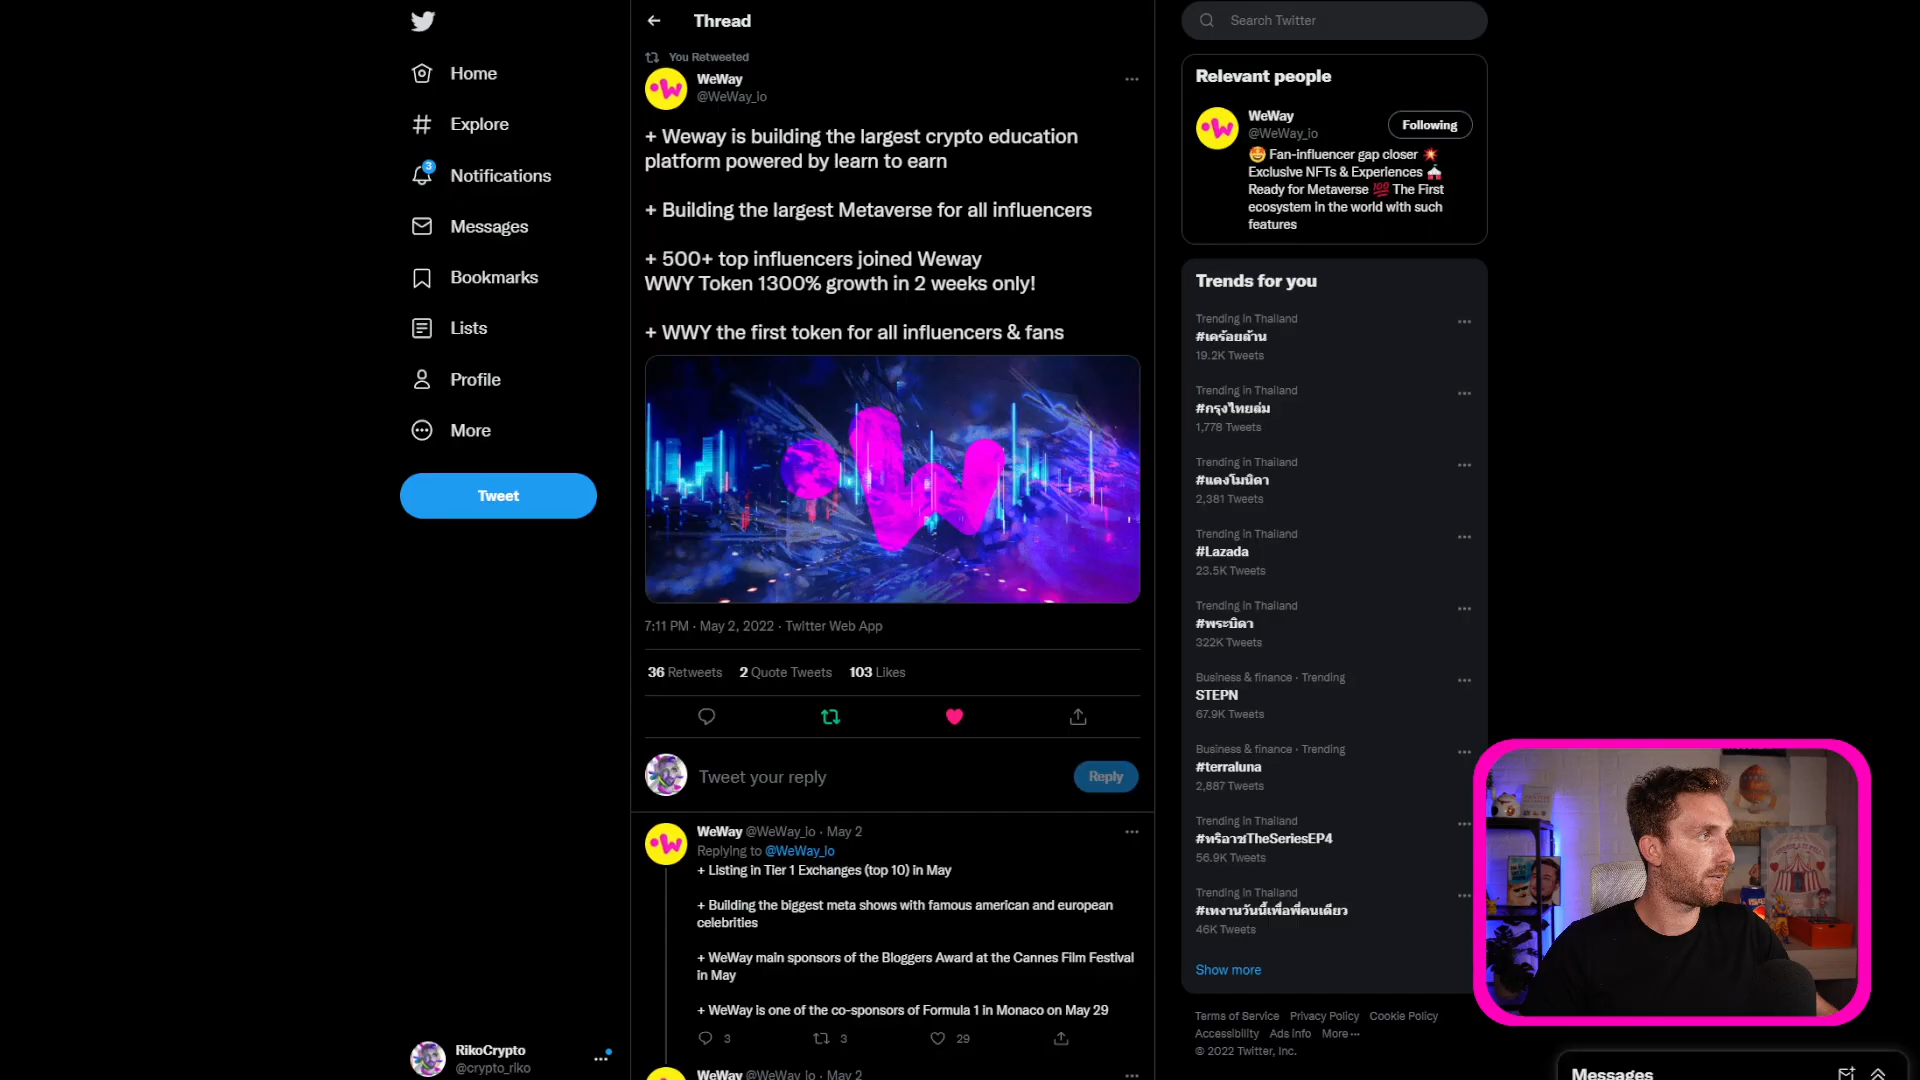 Home
Explore
3
Notifications
Messages
Bookmarks
Lists
Profile
More
Tweet
RikoCrypto
@crypto_riko
Thread
You Retweeted
WeWay
@WeWay_io
+ Weway is building the largest crypto education
platform powered by learn to earn
+ Building the largest Metaverse for all influencers
+ 500+ top influencers joined Weway
WWY Token 1300% growth in 2 weeks only!
+ WWY the first token for all influencers & fans
7:11 PM · May 2, 2022 · Twitter Web App
36 Retweets 2 Quote Tweets 103 Likes
Tweet your reply
Reply
WeWay @WeWay_io · May 2
Replying to @WeWay_io
+ Listing in Tier 1 Exchanges (top 10) in May
+ Building the biggest meta shows with famous american and european
celebrities
+ WeWay main sponsors of the Bloggers Award at the Cannes Film Festival
in May
+ WeWay is one of the co-sponsors of Formula 1 in Monaco on May 29
3 3 29
WeWay @WeWay_io · May 2
Search Twitter
Relevant people
WeWay
@WeWay_io
Following
🤩 Fan-influencer gap closer 💥
Exclusive NFTs & Experiences
Ready for Metaverse 💯 The First
ecosystem in the world with such
features
Trends for you
Trending in Thailand
#เคร้อยล้าน
19.2K Tweets
Trending in Thailand
#กรุงไทยล่ม
1,778 Tweets
Trending in Thailand
#แตงโมนิดา
2,381 Tweets
Trending in Thailand
#Lazada
23.5K Tweets
Trending in Thailand
#พระบิดา
322K Tweets
Business & finance · Trending
STEPN
67.9K Tweets
Business & finance · Trending
#terraluna
2,887 Tweets
Trending in Thailand
#ทริอาชTheSeriesEP4
56.9K Tweets
Trending in Thailand
#เทงานวันนี้เพื่อพี่คนเดียว
46K Tweets
Show more
Terms of Service Privacy Policy Cookie Policy
Accessibility Ads info More ···
© 2022 Twitter, Inc.
Messages